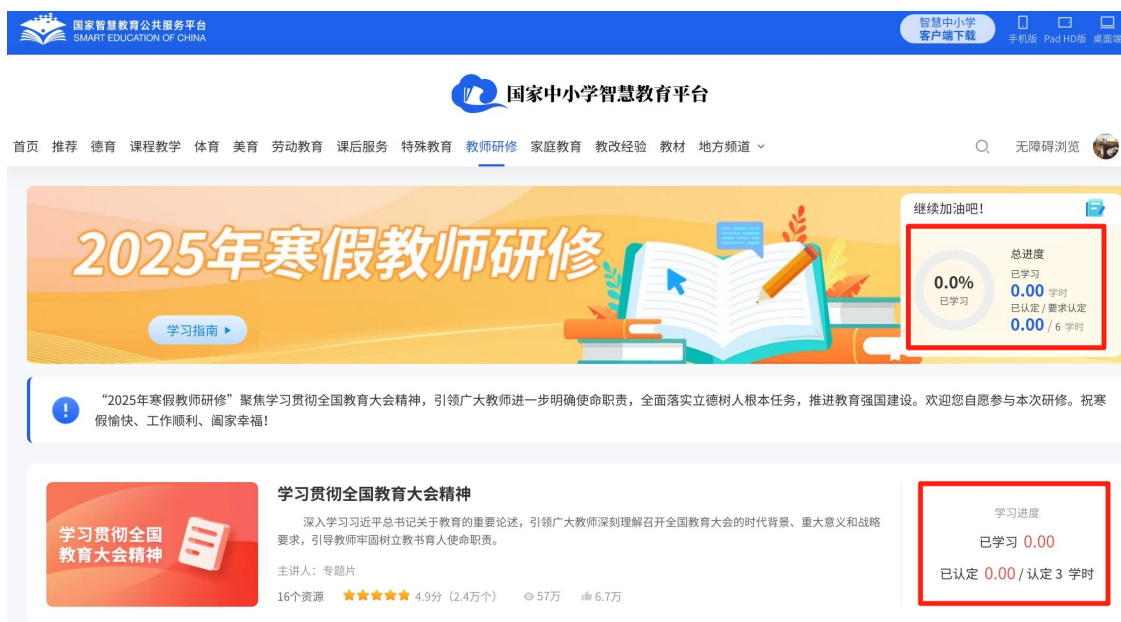 国家智慧教育公共服务平台
SMART EDUCATION OF CHINA
智慧中小学
客户端下载
手机版 Pad HD版 桌面端
国家中小学智慧教育平台
首页 推荐 德育 课程教学 体育 美育 劳动教育 课后服务 特殊教育 教师研修 家庭教育 教改经验 教材 地方频道 无障碍浏览
2025年寒假教师研修
学习指南
继续加油吧!
0.0%
已学习
总进度
已学习
0.00 学时
已认定 / 要求认定
0.00 / 6 学时
“2025年寒假教师研修”聚焦学习贯彻全国教育大会精神，引领广大教师进一步明确使命职责，全面落实立德树人根本任务，推进教育强国建设。欢迎您自愿参与本次研修。祝寒
假愉快、工作顺利、阖家幸福!
学习贯彻全国
教育大会精神
学习贯彻全国教育大会精神
深入学习习近平总书记关于教育的重要论述，引领广大教师深刻理解召开全国教育大会的时代背景、重大意义和战略
要求，引导教师牢固树立教书育人使命职责。
主讲人：专题片
16个资源 4.9分（2.4万个） 57万 6.7万
学习进度
已学习 0.00
已认定 0.00 / 认定 3 学时